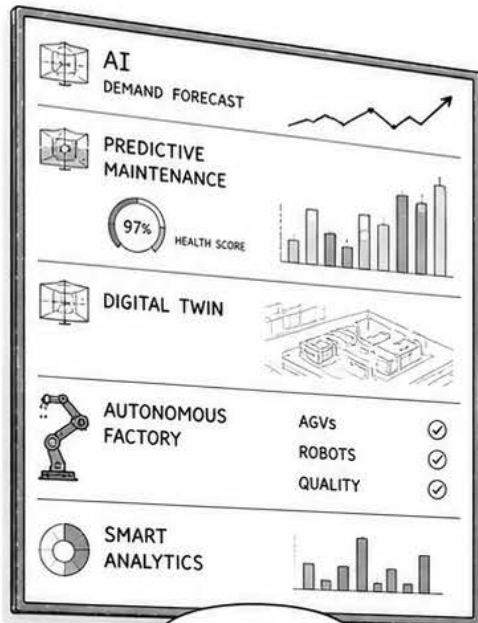 AI
DEMAND FORECAST
PREDICTIVE
MAINTENANCE
97%
HEALTH SCORE
DIGITAL TWIN
AUTONOMOUS
FACTORY
AGVs
ROBOTS
QUALITY
SMART
ANALYTICS